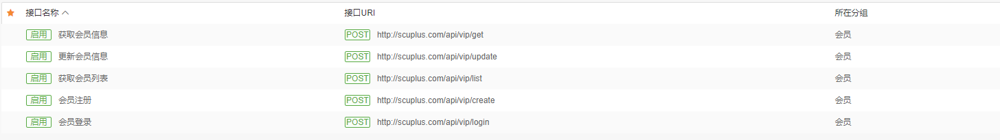 接口名称 接口URI 所在分组
启用 获取会员信息 POST http://scuplus.com/api/vip/get 会员
启用 更新会员信息 POST http://scuplus.com/api/vip/update 会员
启用 获取会员列表 POST http://scuplus.com/api/vip/list 会员
启用 会员注册 POST http://scuplus.com/api/vip/create 会员
启用 会员登录 POST http://scuplus.com/api/vip/login 会员